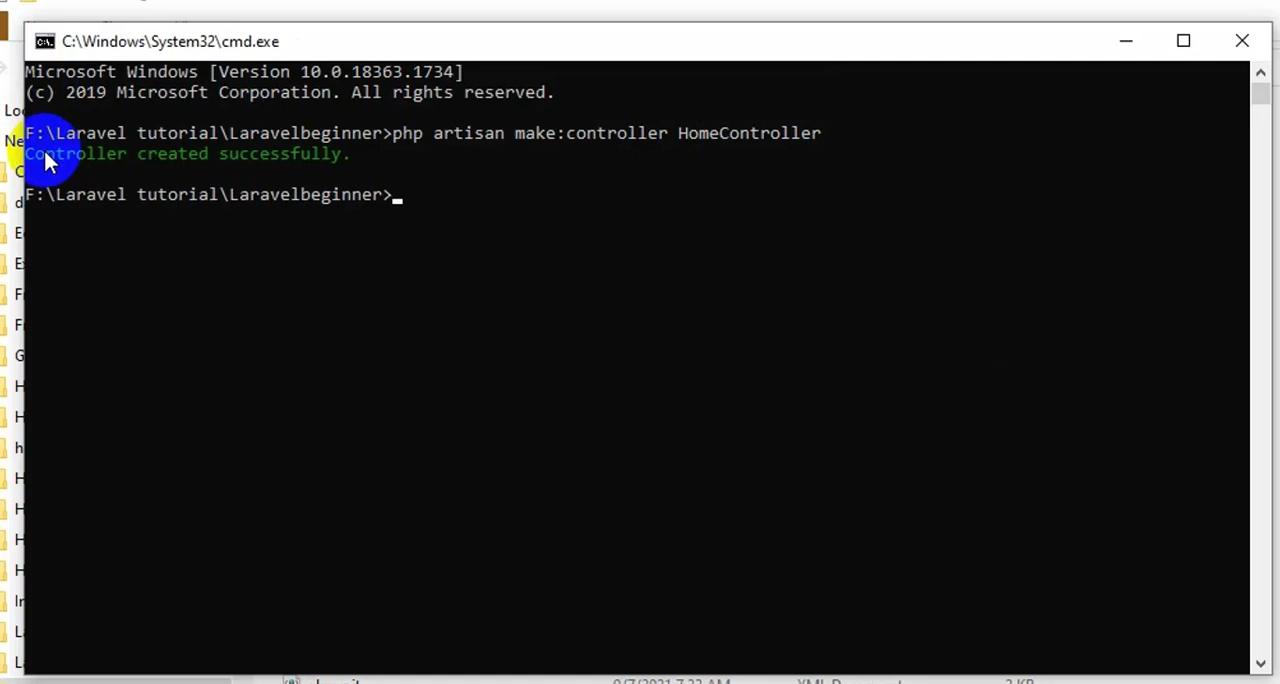 C:\Windows\System32\cmd.exe
Microsoft Windows [Version 10.0.18363.1734]
(c) 2019 Microsoft Corporation. All rights reserved.
F:\Laravel tutorial\Laravelbeginner>php artisan make:controller HomeController
Controller created successfully.
F:\Laravel tutorial\Laravelbeginner>